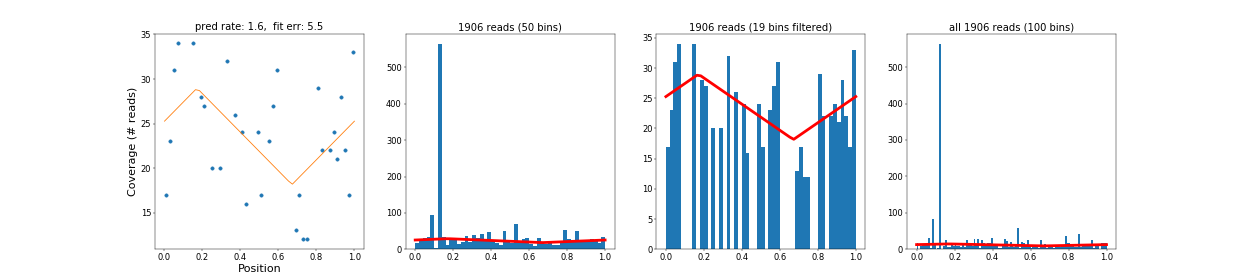 pred rate: 1.6,  fit err: 5.5
1906 reads (50 bins)
1906 reads (19 bins filtered)
all 1906 reads (100 bins)
Coverage (# reads)
35
30
25
20
15
0.0 0.2 0.4 0.6 0.8 1.0
Position
500
400
300
200
100
0
0.0 0.2 0.4 0.6 0.8 1.0
35
30
25
20
15
10
5
0
0.0 0.2 0.4 0.6 0.8 1.0
500
400
300
200
100
0
0.0 0.2 0.4 0.6 0.8 1.0